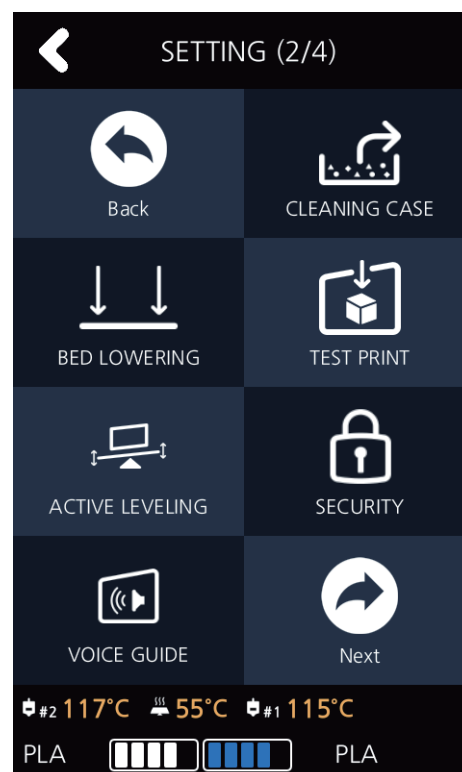 SETTING (2/4)
Back CLEANING CASE
BED LOWERING TEST PRINT
ACTIVE LEVELING SECURITY
VOICE GUIDE Next
#2 117°C 55°C #1 115°C
PLA PLA